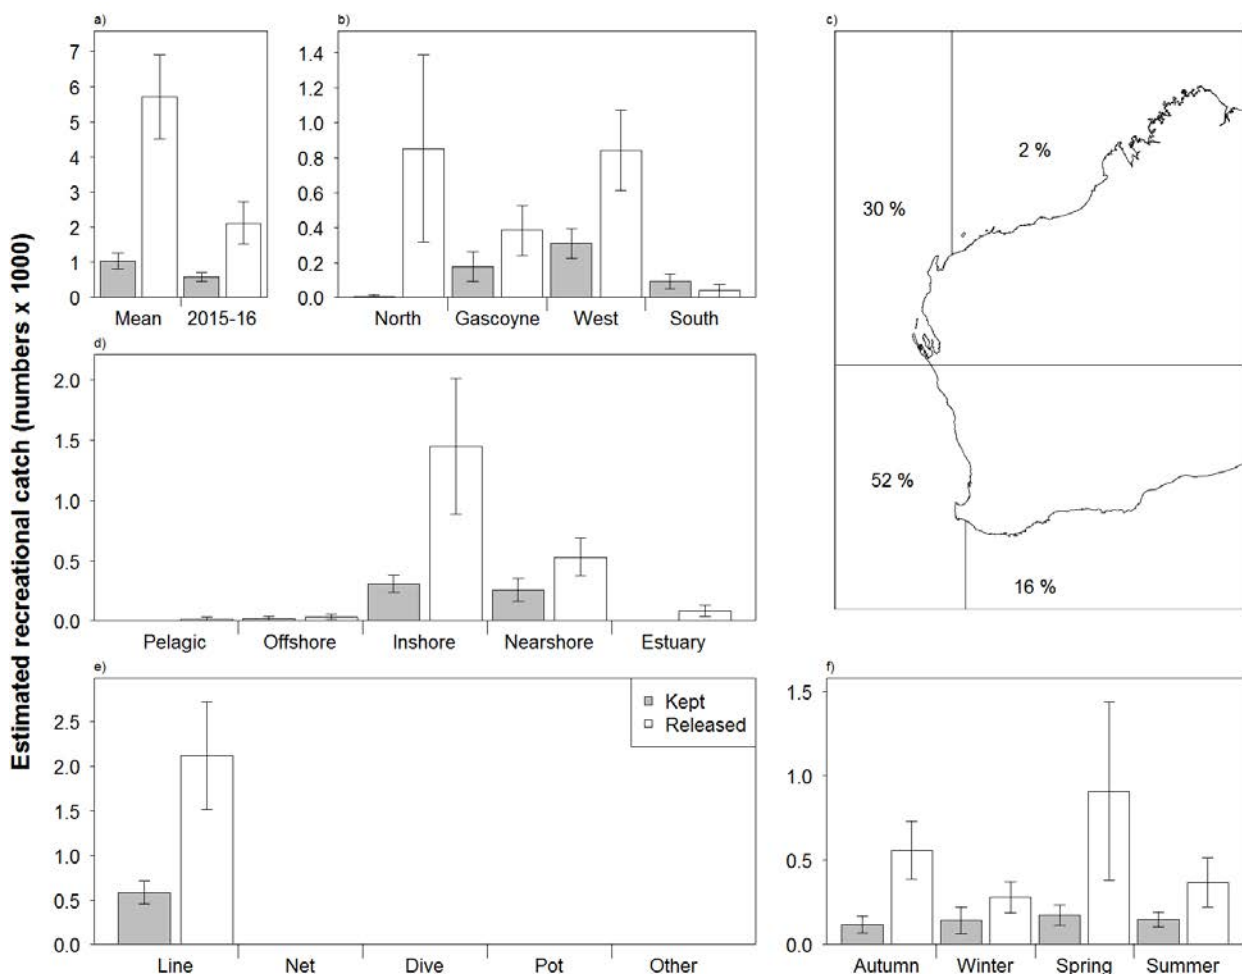 a)
7
6
5
4
3
2
1
0
Mean 2015-16
b)
1.4
1.2
1.0
0.8
0.6
0.4
0.2
0.0
North Gascoyne West South
c)
2 %
30 %
52 %
16 %
Estimated recreational catch (numbers x 1000)
d)
2.0
1.5
1.0
0.5
0.0
Pelagic Offshore Inshore Nearshore Estuary
e)
Kept
Released
2.5
2.0
1.5
1.0
0.5
0.0
Line Net Dive Pot Other
f)
1.5
1.0
0.5
0.0
Autumn Winter Spring Summer